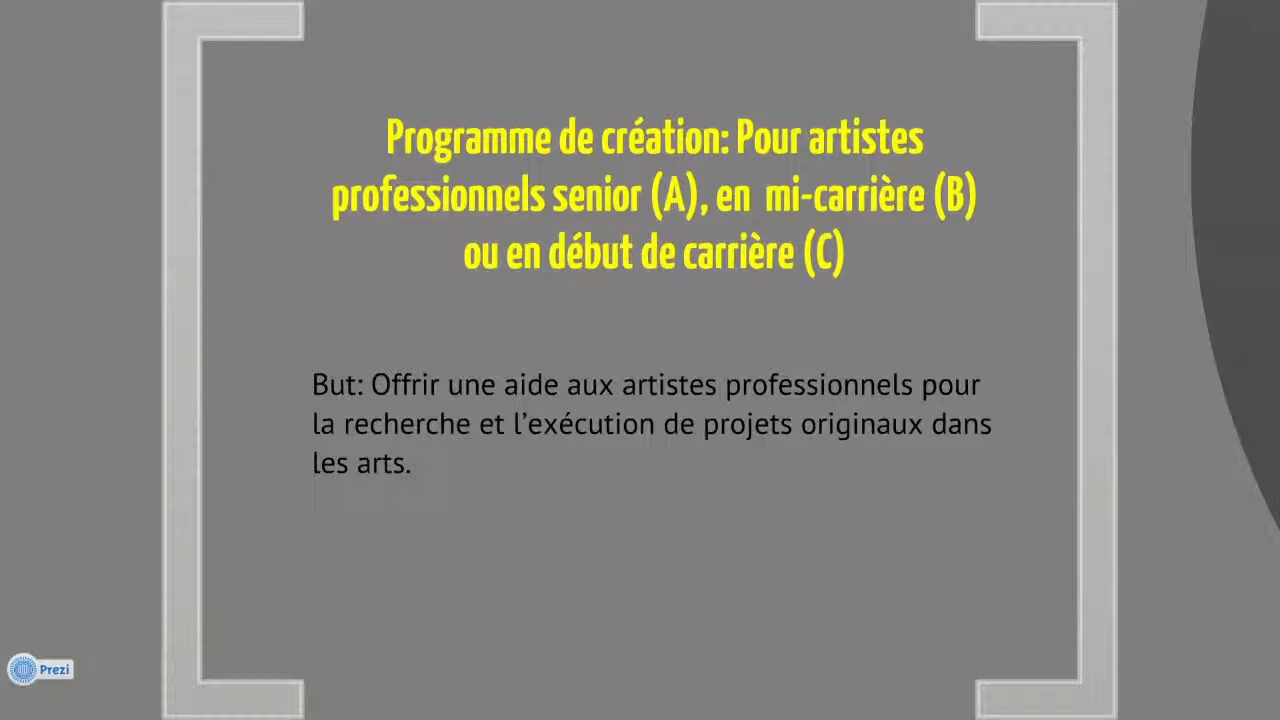 Programme de création: Pour artistes
professionnels senior (A), en  mi-carrière (B)
ou en début de carrière (C)
But: Offrir une aide aux artistes professionnels pour
la recherche et l’exécution de projets originaux dans
les arts.
Prezi